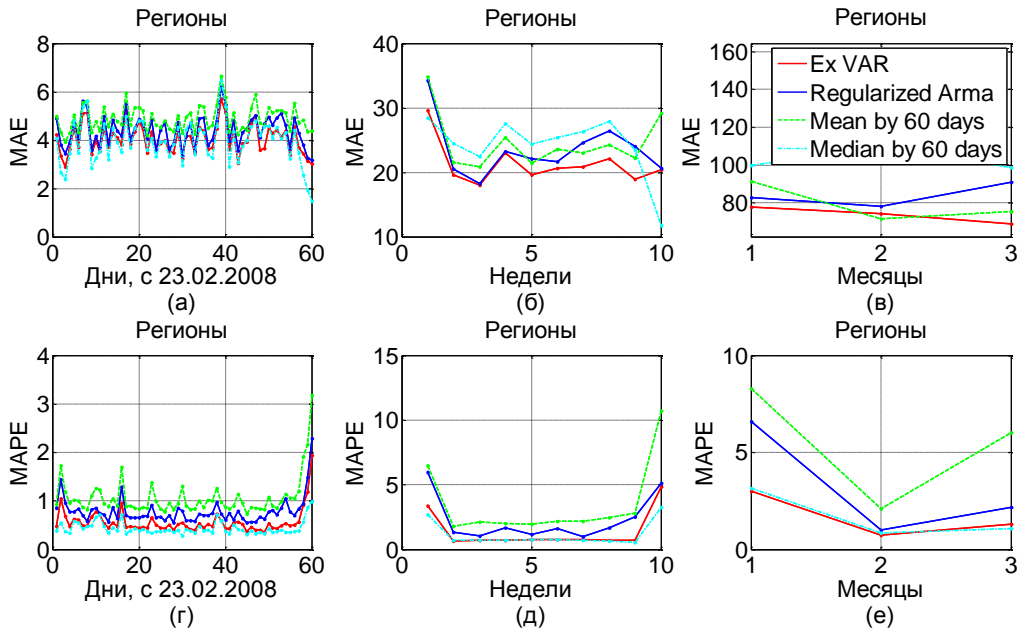 Регионы
8
6
4
2
0
MAE
0 20 40 60
Дни, с 23.02.2008
(а)
Регионы
40
30
20
10
MAE
0 5 10
Недели
(б)
Регионы
160
140
120
100
80
MAE
Ex VAR
Regularized Arma
Mean by 60 days
Median by 60 days
1 2 3
Месяцы
(в)
Регионы
4
3
2
1
0
MAPE
0 20 40 60
Дни, с 23.02.2008
(г)
Регионы
15
10
5
0
MAPE
0 5 10
Недели
(д)
Регионы
10
5
0
MAPE
1 2 3
Месяцы
(е)